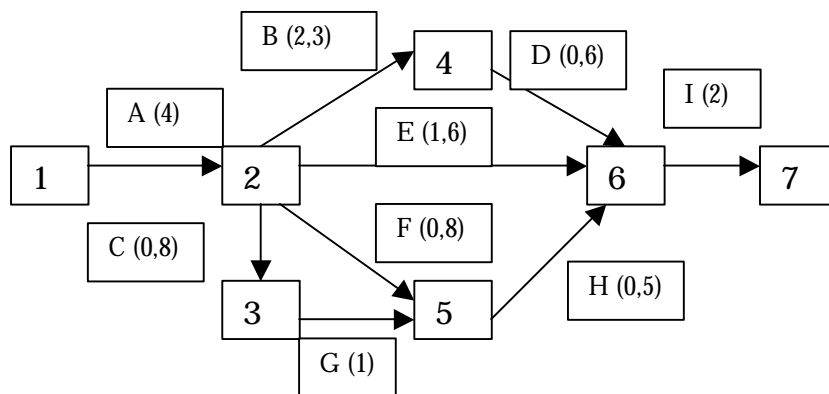 B (2,3)
4
D (0,6)
I (2)
A (4)
E (1,6)
1
2
6
7
C (0,8)
F (0,8)
3
5
H (0,5)
G (1)